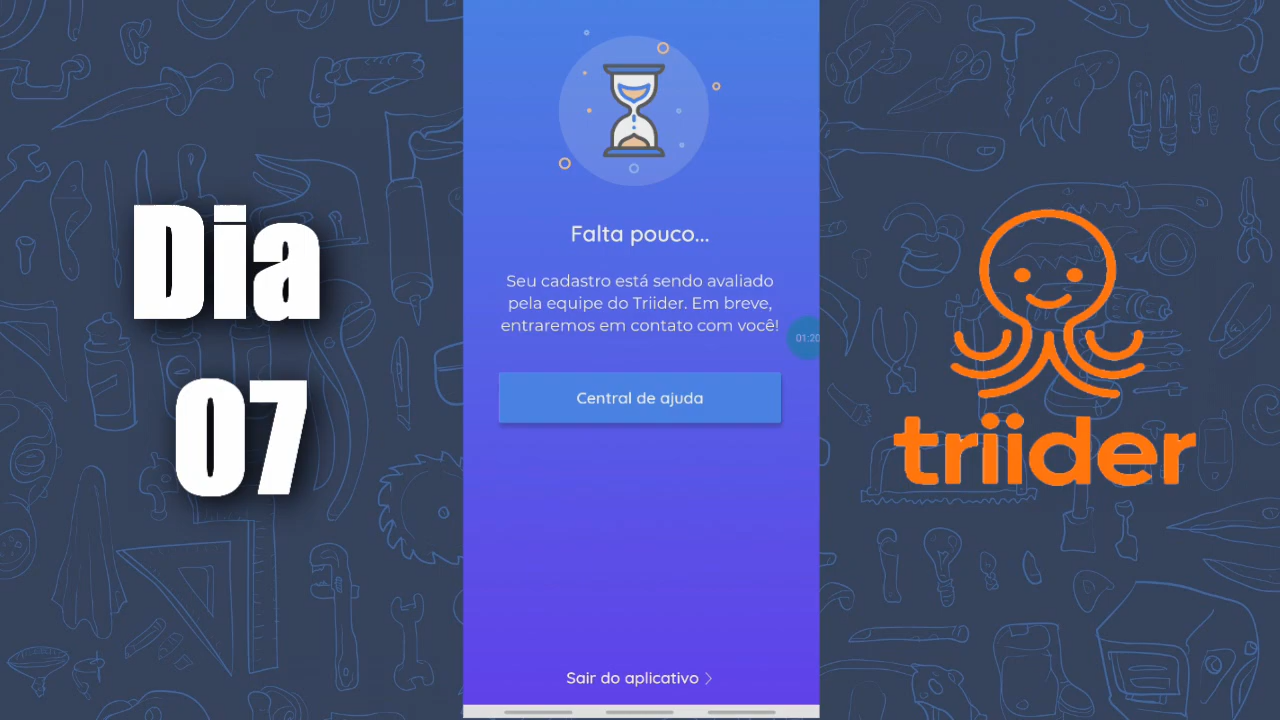 Dia
07
Falta pouco...
Seu cadastro está sendo avaliado
pela equipe do Triider. Em breve,
entraremos em contato com você!
01:20
Central de ajuda
Sair do aplicativo
triider